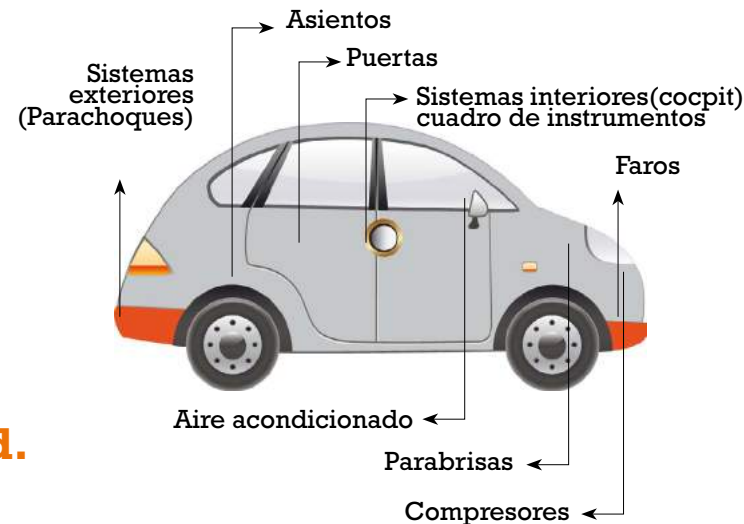 Asientos
Puertas
Sistemas
exteriores
(Parachoques)
Sistemas interiores(cocpit)
cuadro de instrumentos
Faros
Aire acondicionado
d.
Parabrisas
Compresores